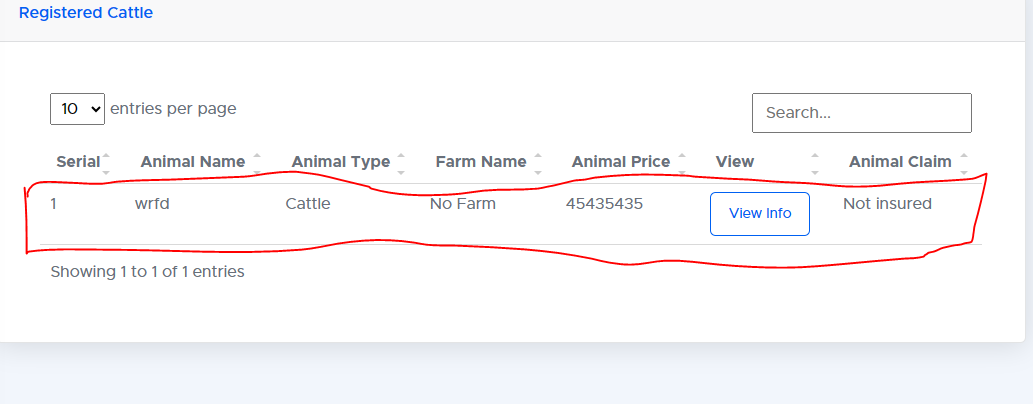 Registered Cattle
10 entries per page
Search...
Serial Animal Name Animal Type Farm Name Animal Price View Animal Claim
1 wrfd Cattle No Farm 45435435 View Info Not insured
Showing 1 to 1 of 1 entries